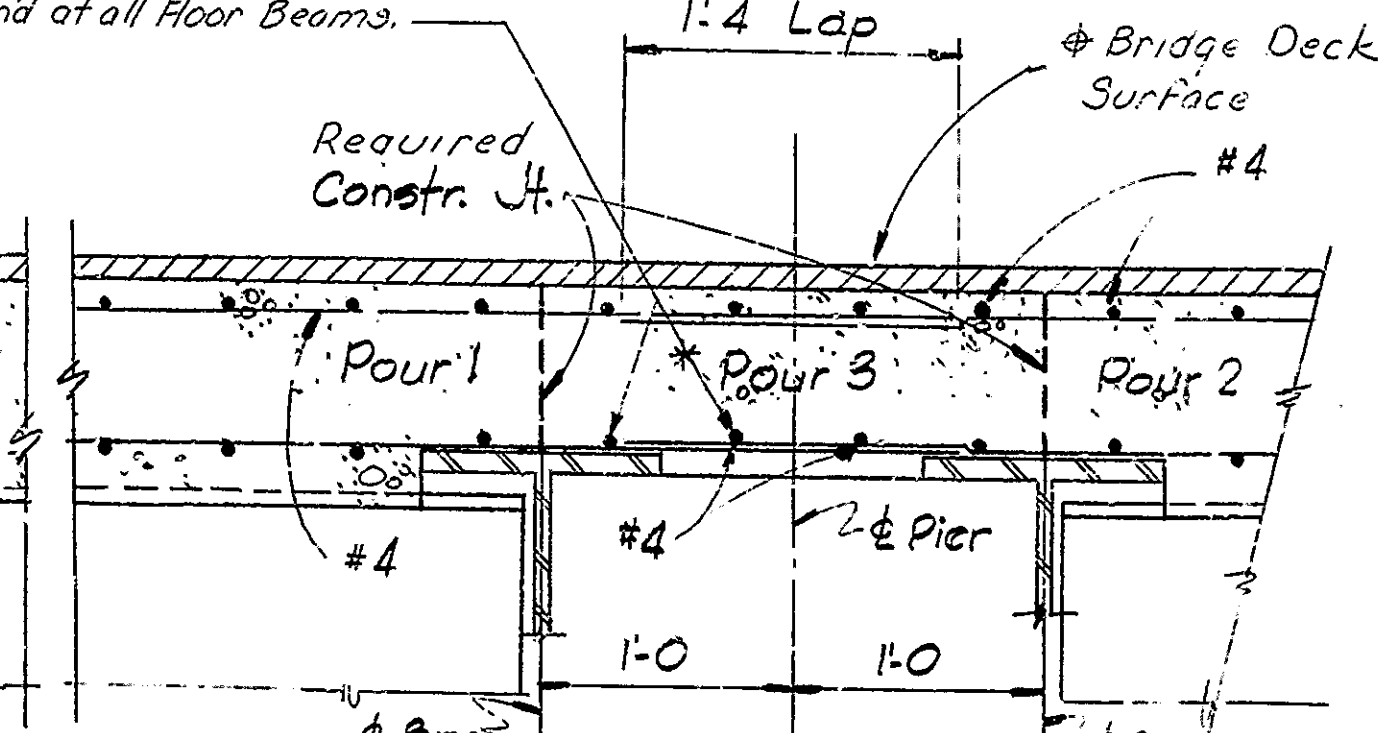 nd at all Floor Beams.
1'-4 Lap
⌽ Bridge Deck
Surface
Required
Constr. Jt.
#4
Pour 1
Pour 3
Pour 2
#4
#4
℄ Pier
1'-0
1'-0